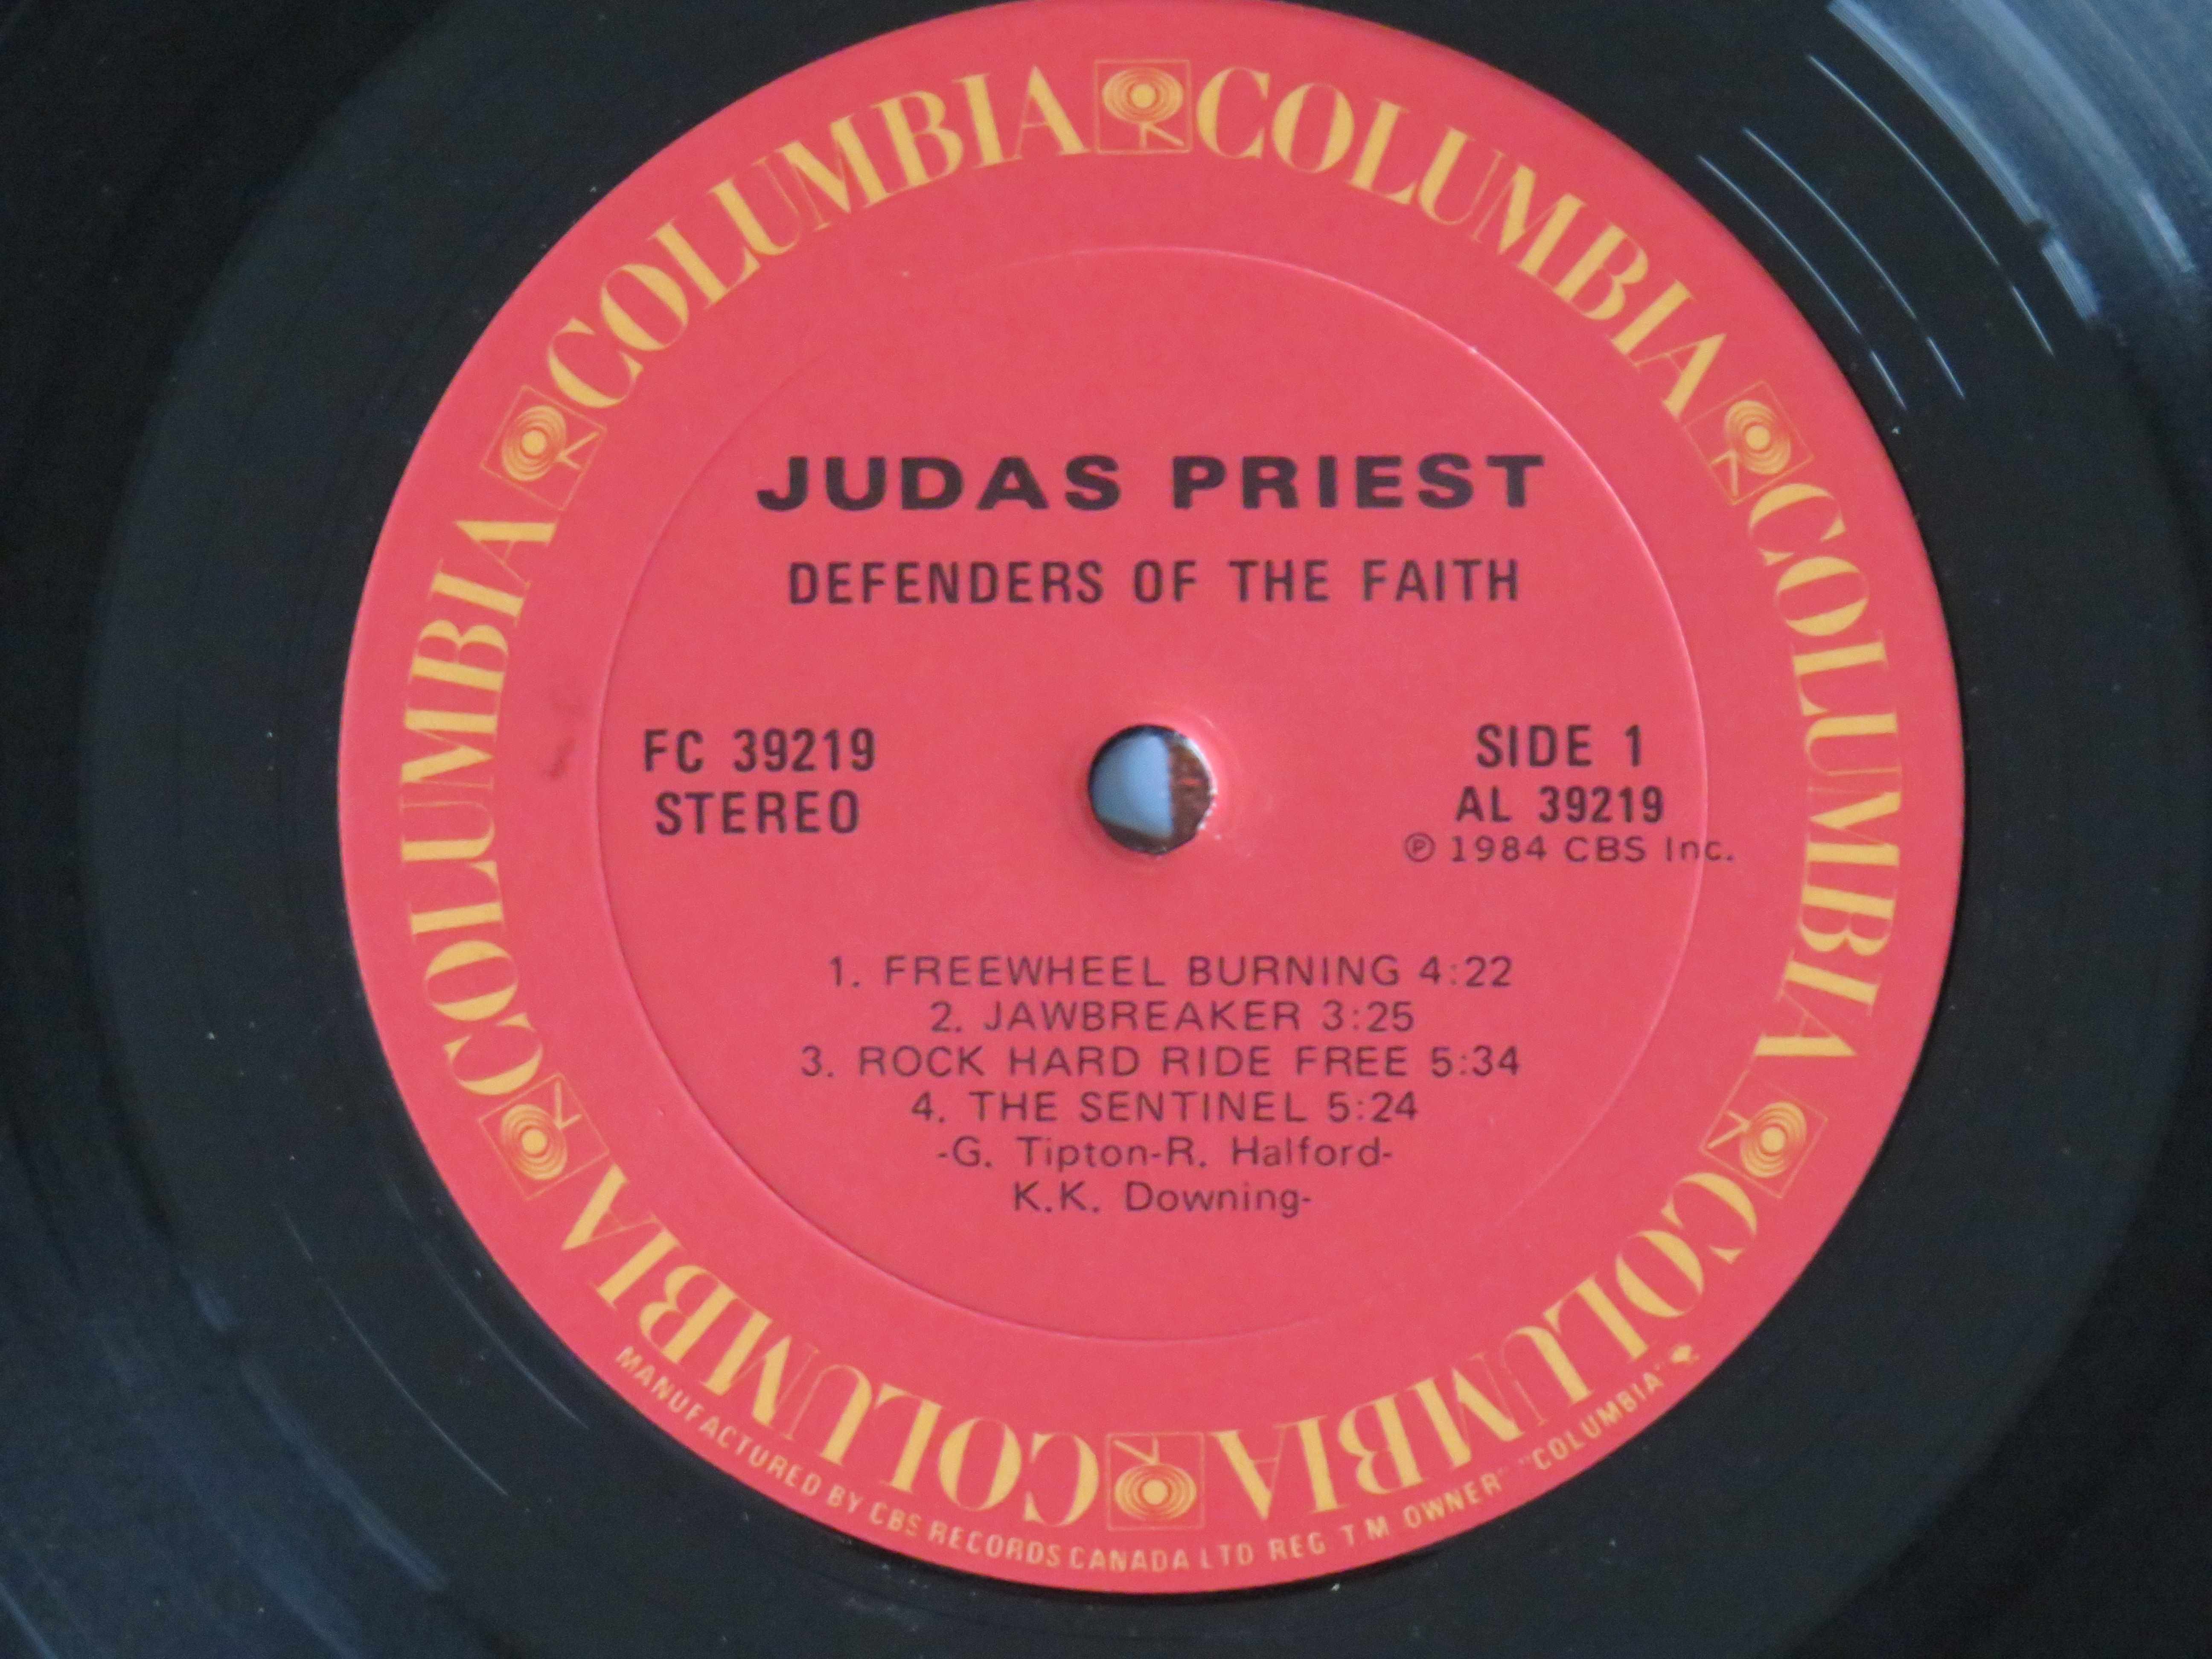 COLUMBIA COLUMBIA COLUMBIA COLUMBIA COLUMBIA COLUMBIA
JUDAS PRIEST
DEFENDERS OF THE FAITH
FC 39219
STEREO
SIDE 1
AL 39219
℗ 1984 CBS Inc.
1. FREEWHEEL BURNING 4:22
2. JAWBREAKER 3:25
3. ROCK HARD RIDE FREE 5:34
4. THE SENTINEL 5:24
-G. Tipton-R. Halford-
K.K. Downing-
MANUFACTURED BY CBS RECORDS CANADA LTD REG T M OWNER "COLUMBIA"